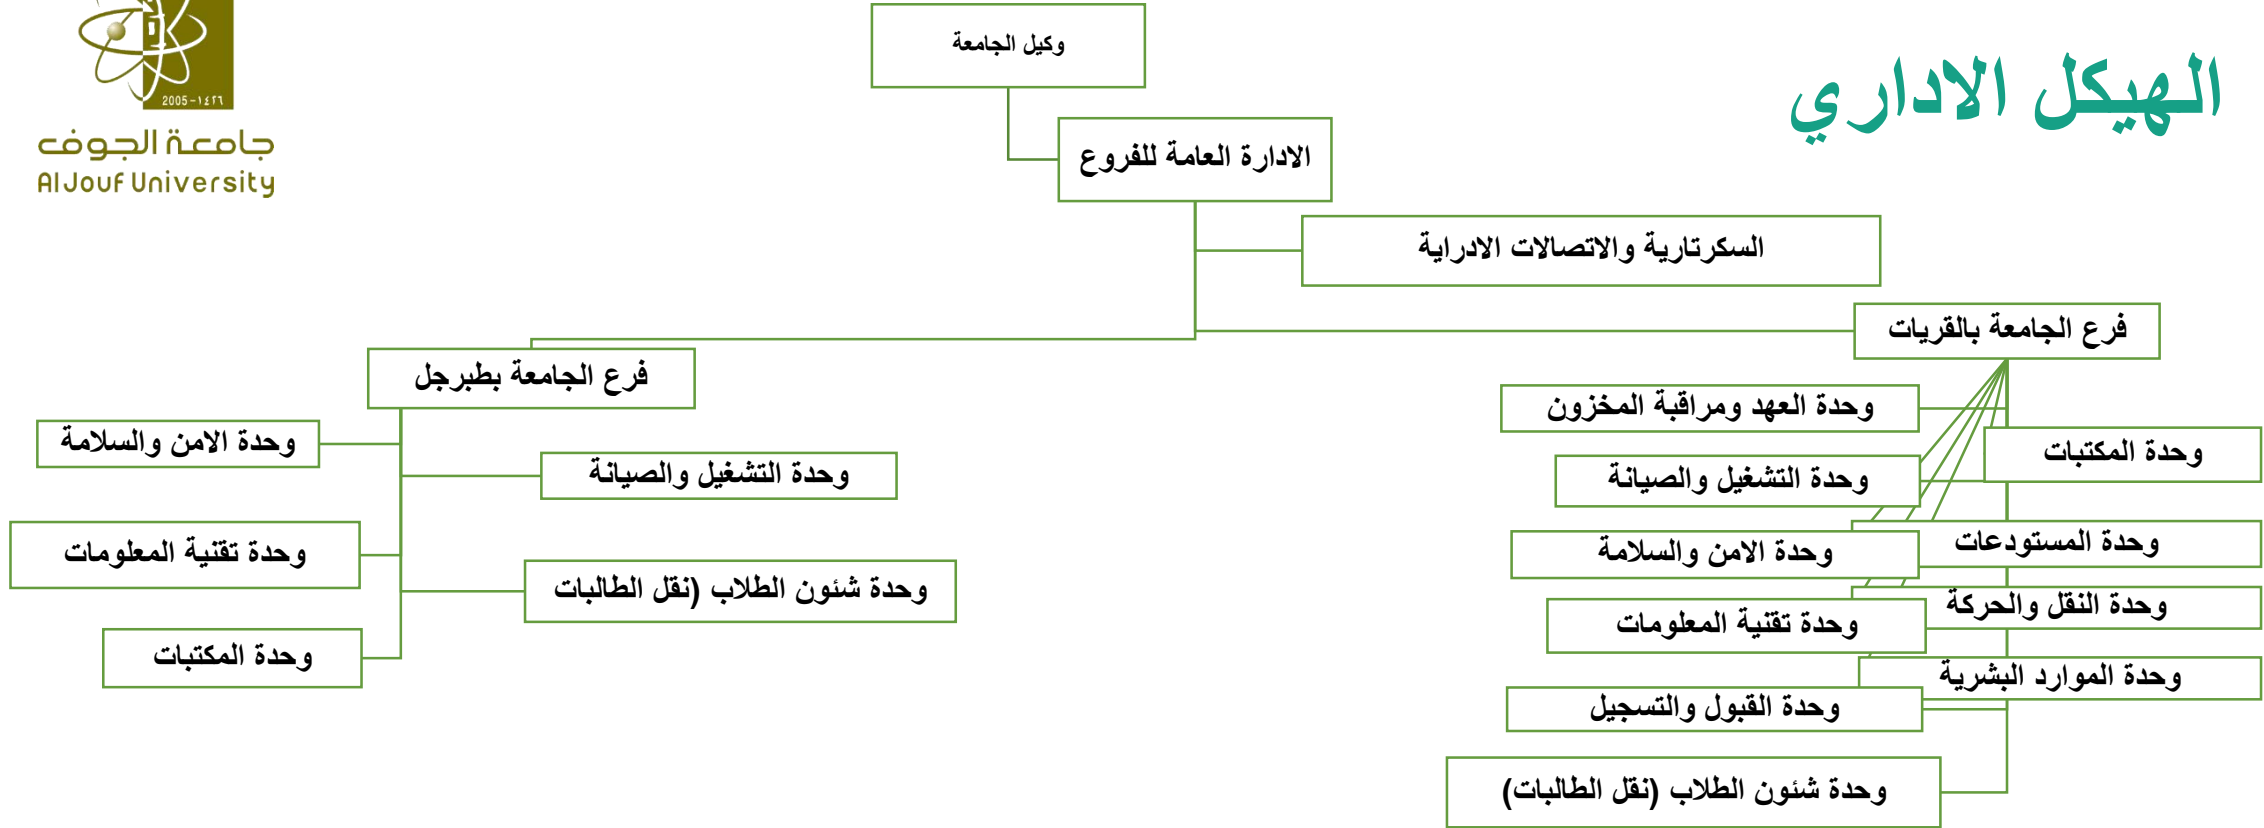 2005-١٤٢٦
جامعة الجوف
AlJouf University
الهيكل الاداري
وكيل الجامعة
الادارة العامة للفروع
السكرتارية والاتصالات الادراية
فرع الجامعة بالقريات
وحدة العهد ومراقبة المخزون
وحدة المكتبات
وحدة التشغيل والصيانة
وحدة المستودعات
وحدة الامن والسلامة
وحدة النقل والحركة
وحدة تقنية المعلومات
وحدة الموارد البشرية
وحدة القبول والتسجيل
وحدة شئون الطلاب (نقل الطالبات)
فرع الجامعة بطبرجل
وحدة الامن والسلامة
وحدة التشغيل والصيانة
وحدة تقنية المعلومات
وحدة شئون الطلاب (نقل الطالبات
وحدة المكتبات